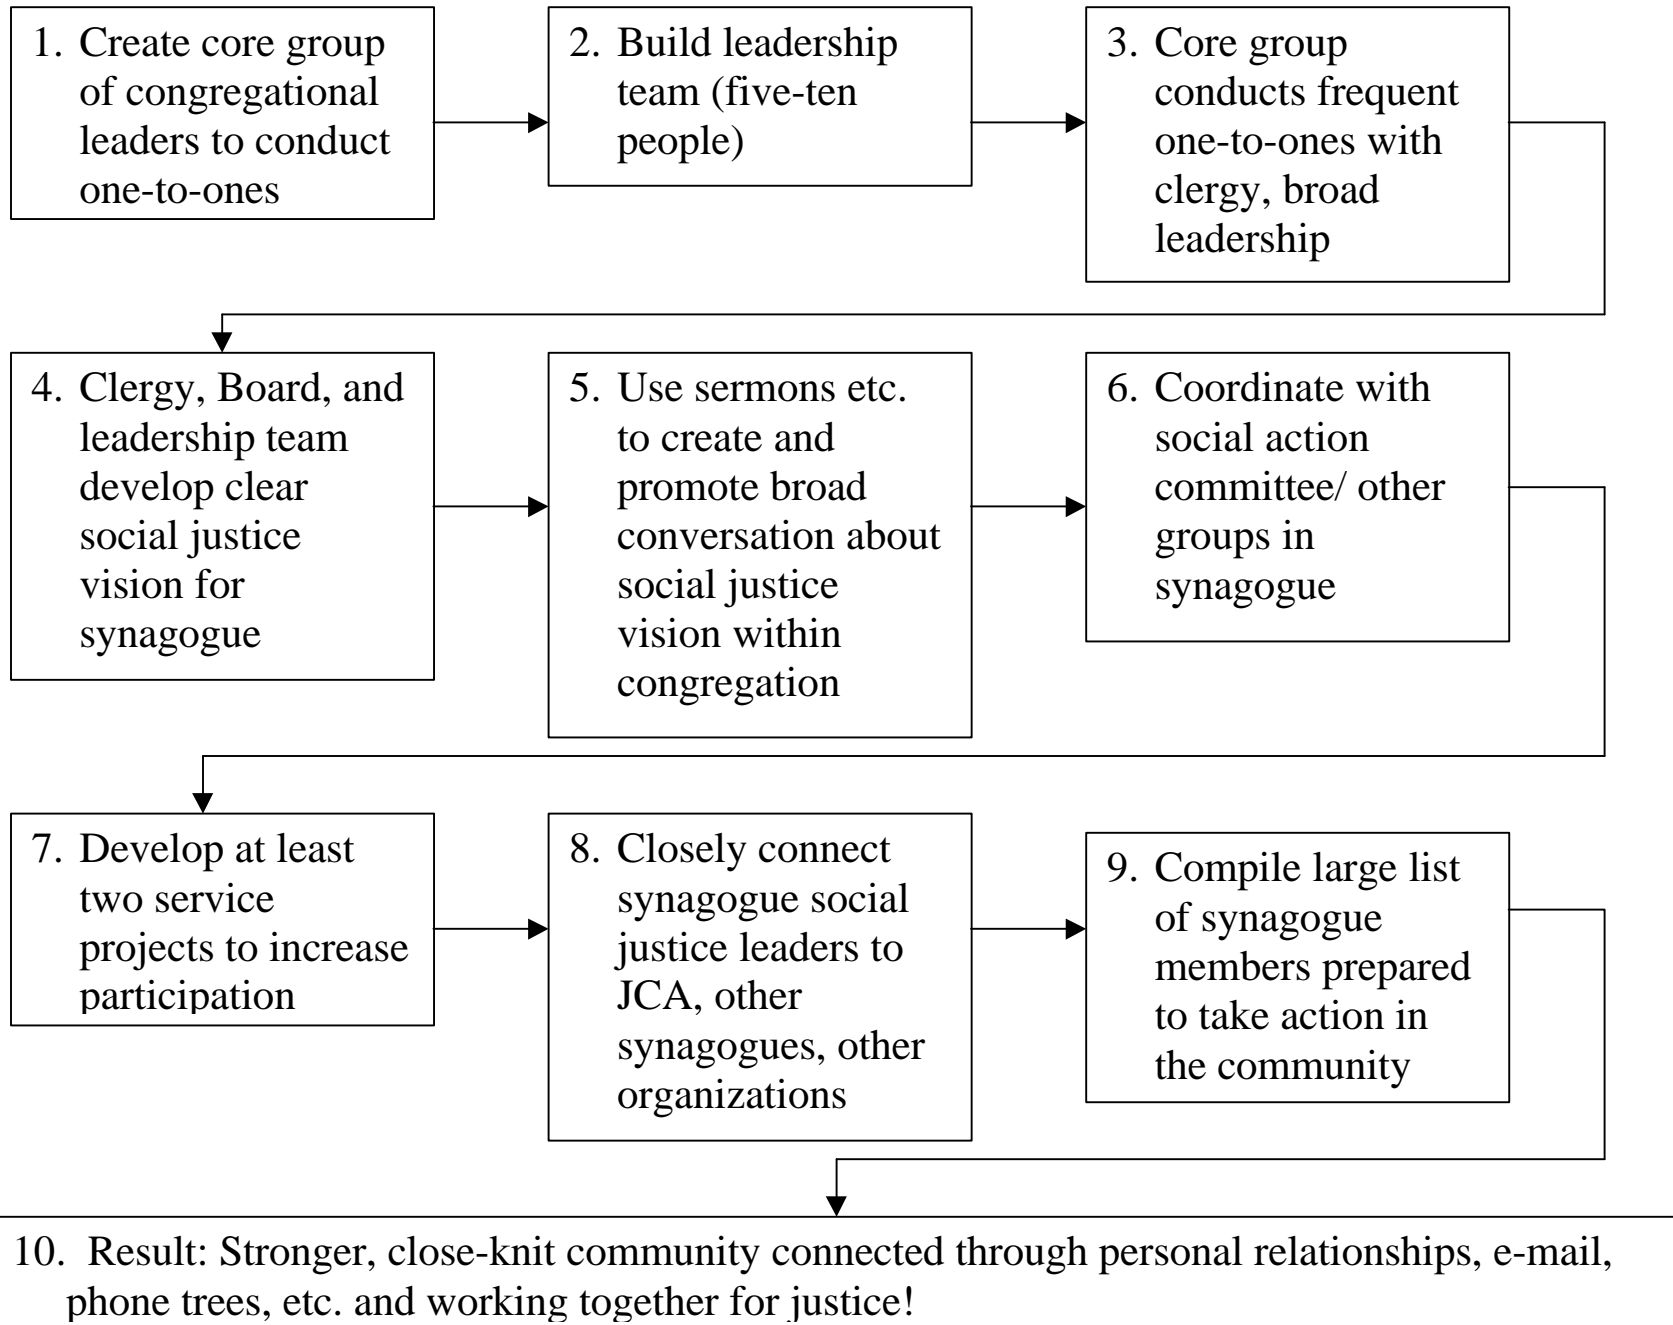 1. Create core group
of congregational
leaders to conduct
one-to-ones
2. Build leadership
team (five-ten
people)
3. Core group
conducts frequent
one-to-ones with
clergy, broad
leadership
4. Clergy, Board, and
leadership team
develop clear
social justice
vision for
synagogue
5. Use sermons etc.
to create and
promote broad
conversation about
social justice
vision within
congregation
6. Coordinate with
social action
committee/ other
groups in
synagogue
7. Develop at least
two service
projects to increase
participation
8. Closely connect
synagogue social
justice leaders to
JCA, other
synagogues, other
organizations
9. Compile large list
of synagogue
members prepared
to take action in
the community
10. Result: Stronger, close-knit community connected through personal relationships, e-mail,
phone trees, etc. and working together for justice!